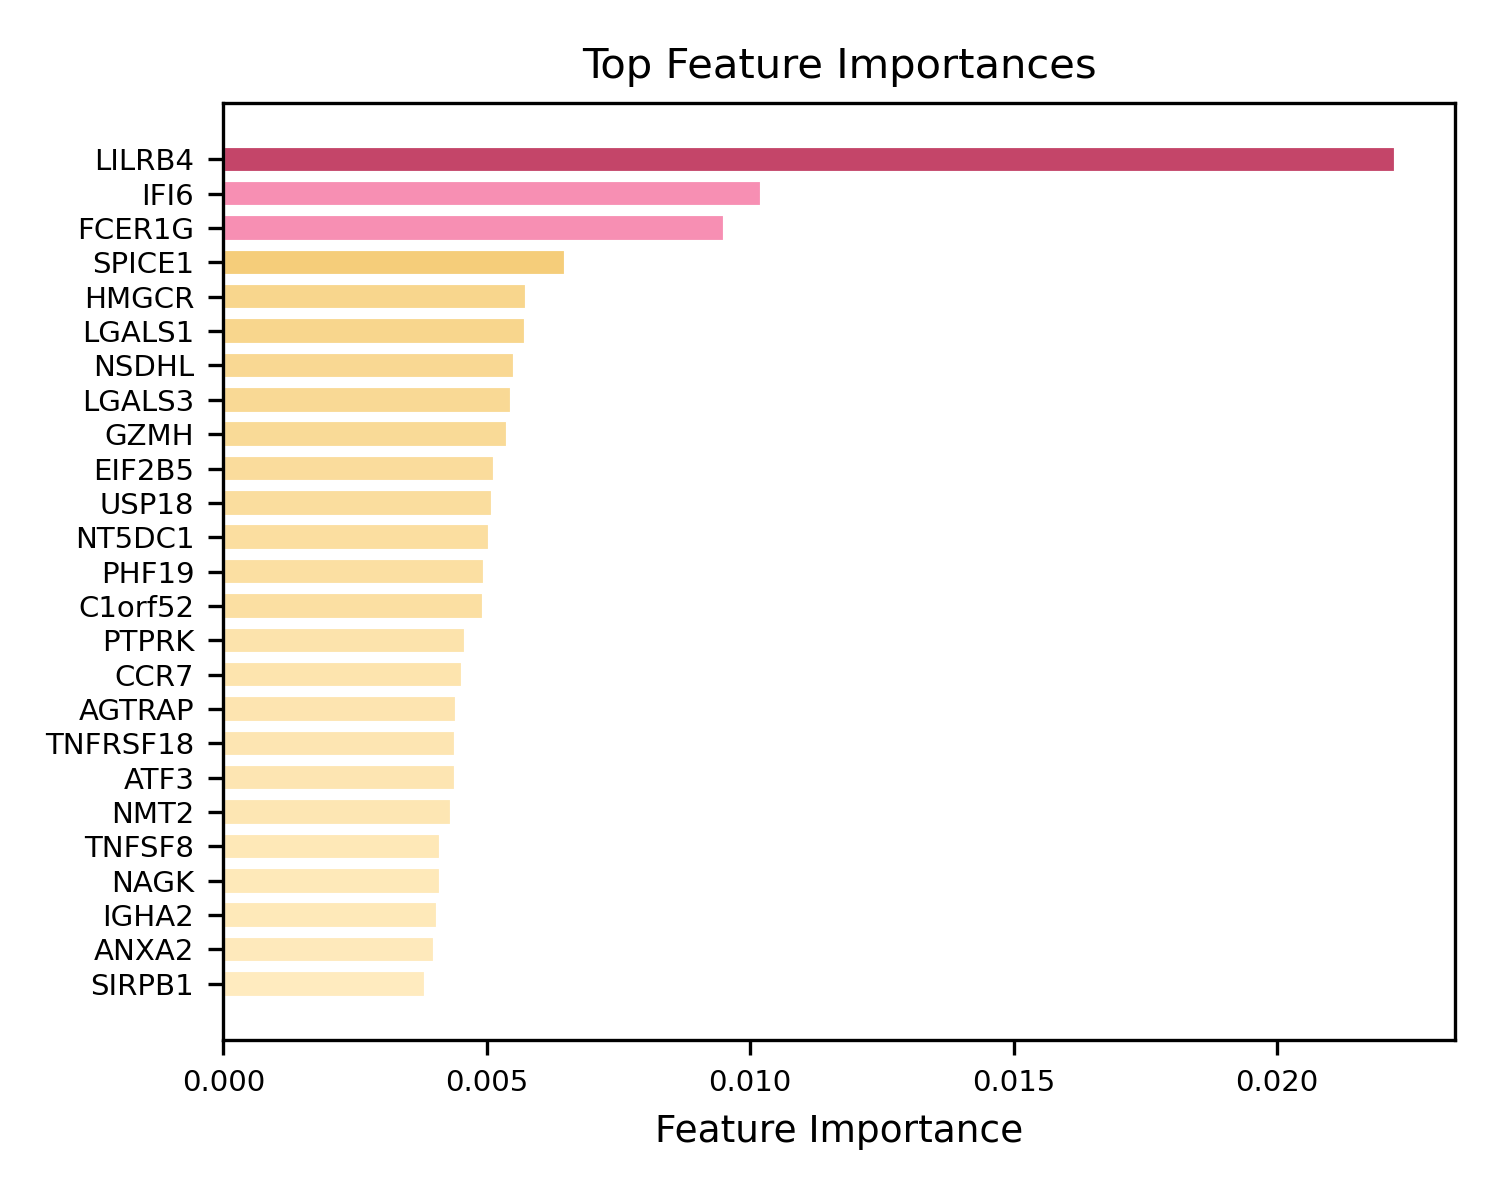 Top Feature Importances
LILRB4
IFI6
FCER1G
SPICE1
HMGCR
LGALS1
NSDHL
LGALS3
GZMH
EIF2B5
USP18
NT5DC1
PHF19
C1orf52
PTPRK
CCR7
AGTRAP
TNFRSF18
ATF3
NMT2
TNFSF8
NAGK
IGHA2
ANXA2
SIRPB1
0.000 0.005 0.010 0.015 0.020
Feature Importance